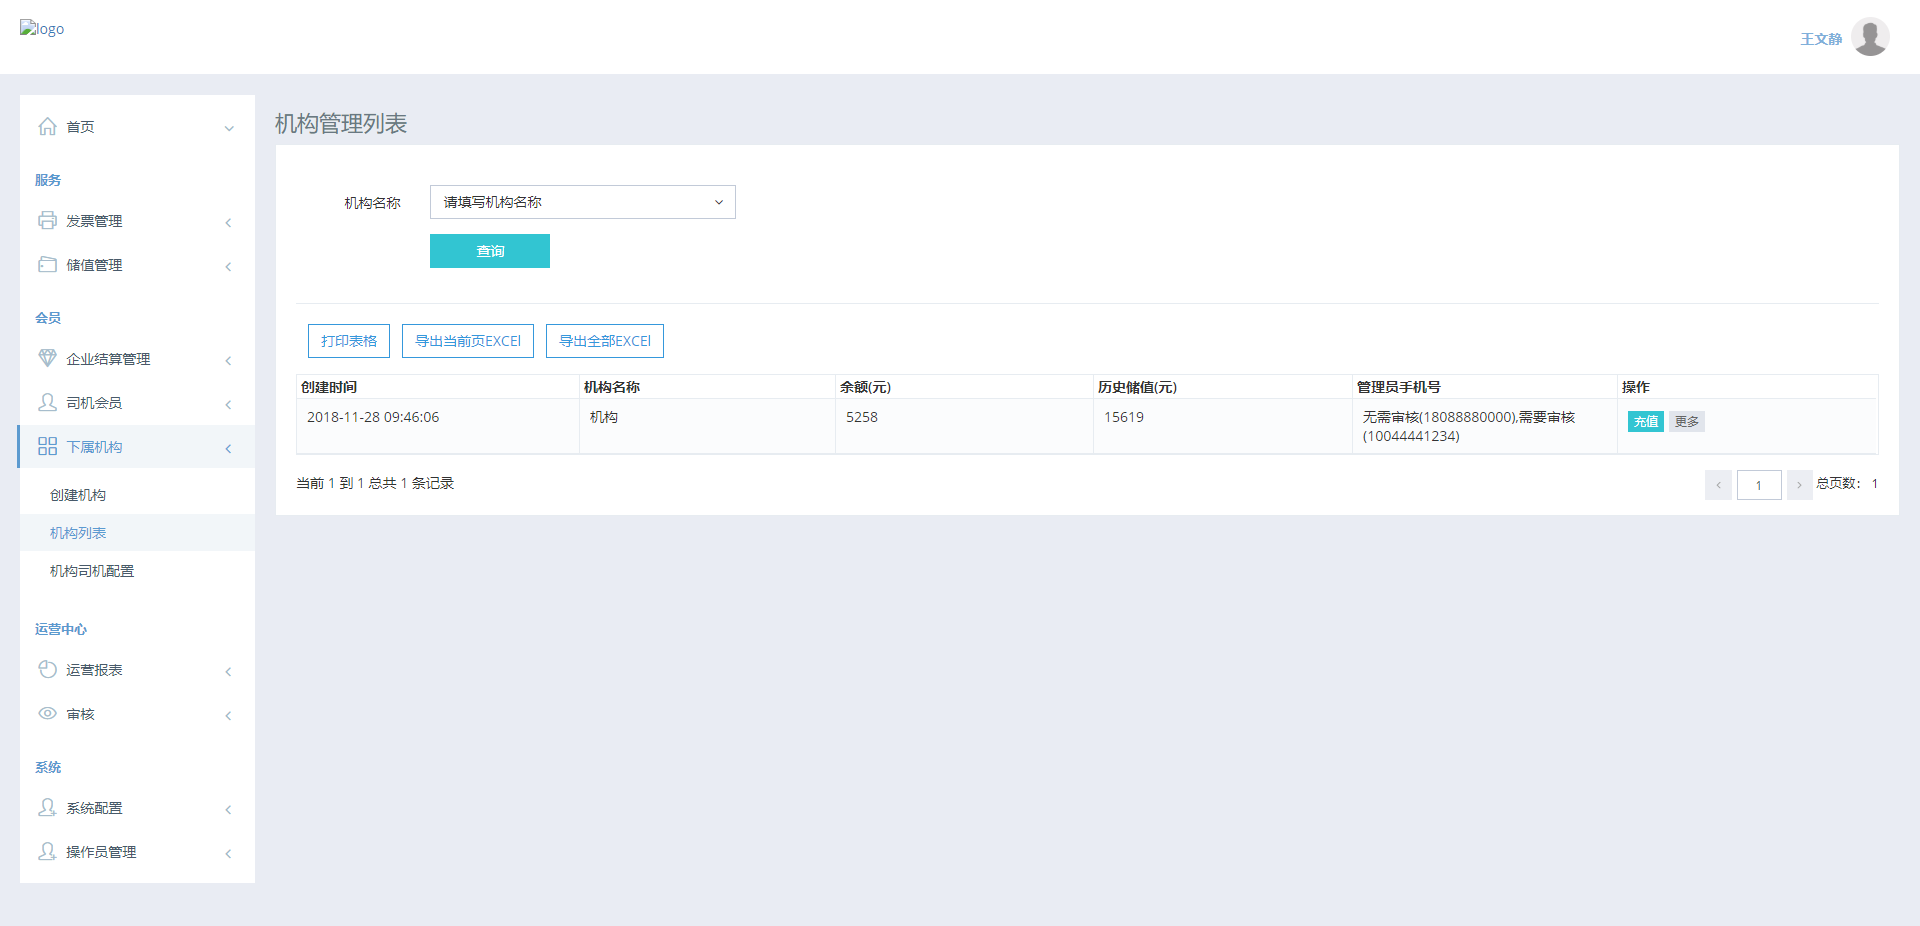 logo
王文静
首页
服务
发票管理
储值管理
会员
企业结算管理
司机会员
下属机构
创建机构
机构列表
机构司机配置
运营中心
运营报表
审核
系统
系统配置
操作员管理
机构管理列表
机构名称 请填写机构名称
查询
打印表格 导出当前页EXCEl 导出全部EXCEl
创建时间 机构名称 余额(元) 历史储值(元) 管理员手机号 操作
2018-11-28 09:46:06 机构 5258 15619 无需审核(18088880000),需要审核 充值 更多
(10044441234)
当前 1 到 1 总共 1 条记录 1 总页数： 1